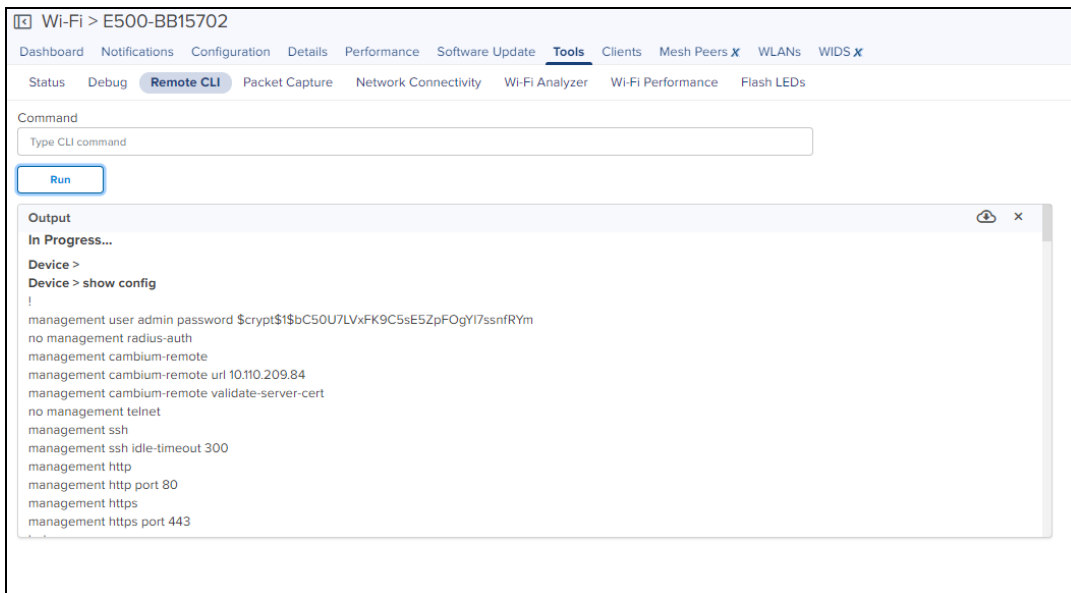 Wi-Fi > E500-BB15702
Dashboard Notifications Configuration Details Performance Software Update Tools Clients Mesh Peers X WLANs WIDS X
Status Debug Remote CLI Packet Capture Network Connectivity Wi-Fi Analyzer Wi-Fi Performance Flash LEDs
Command
Type CLI command
Run
Output
In Progress...
Device >
Device > show config
!
management user admin password $crypt$1$bC50U7LVxFK9C5sE5ZpFOgYl7ssnfRYm
no management radius-auth
management cambium-remote
management cambium-remote url 10.110.209.84
management cambium-remote validate-server-cert
no management telnet
management ssh
management ssh idle-timeout 300
management http
management http port 80
management https
management https port 443